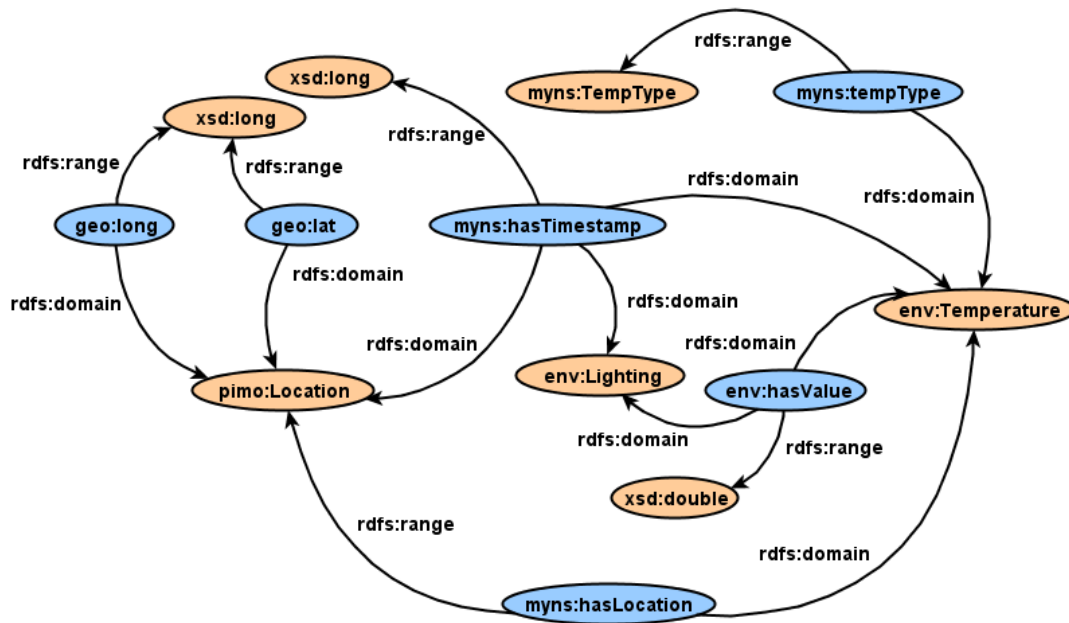 rdfs:range
xsd:long
myns:TempType
myns:tempType
xsd:long
rdfs:range
rdfs:range
rdfs:range
rdfs:domain
rdfs:domain
geo:long
geo:lat
myns:hasTimestamp
rdfs:domain
rdfs:domain
rdfs:domain
env:Temperature
rdfs:domain
rdfs:domain
pimo:Location
env:Lighting
env:hasValue
rdfs:domain
rdfs:range
xsd:double
rdfs:range
rdfs:domain
myns:hasLocation